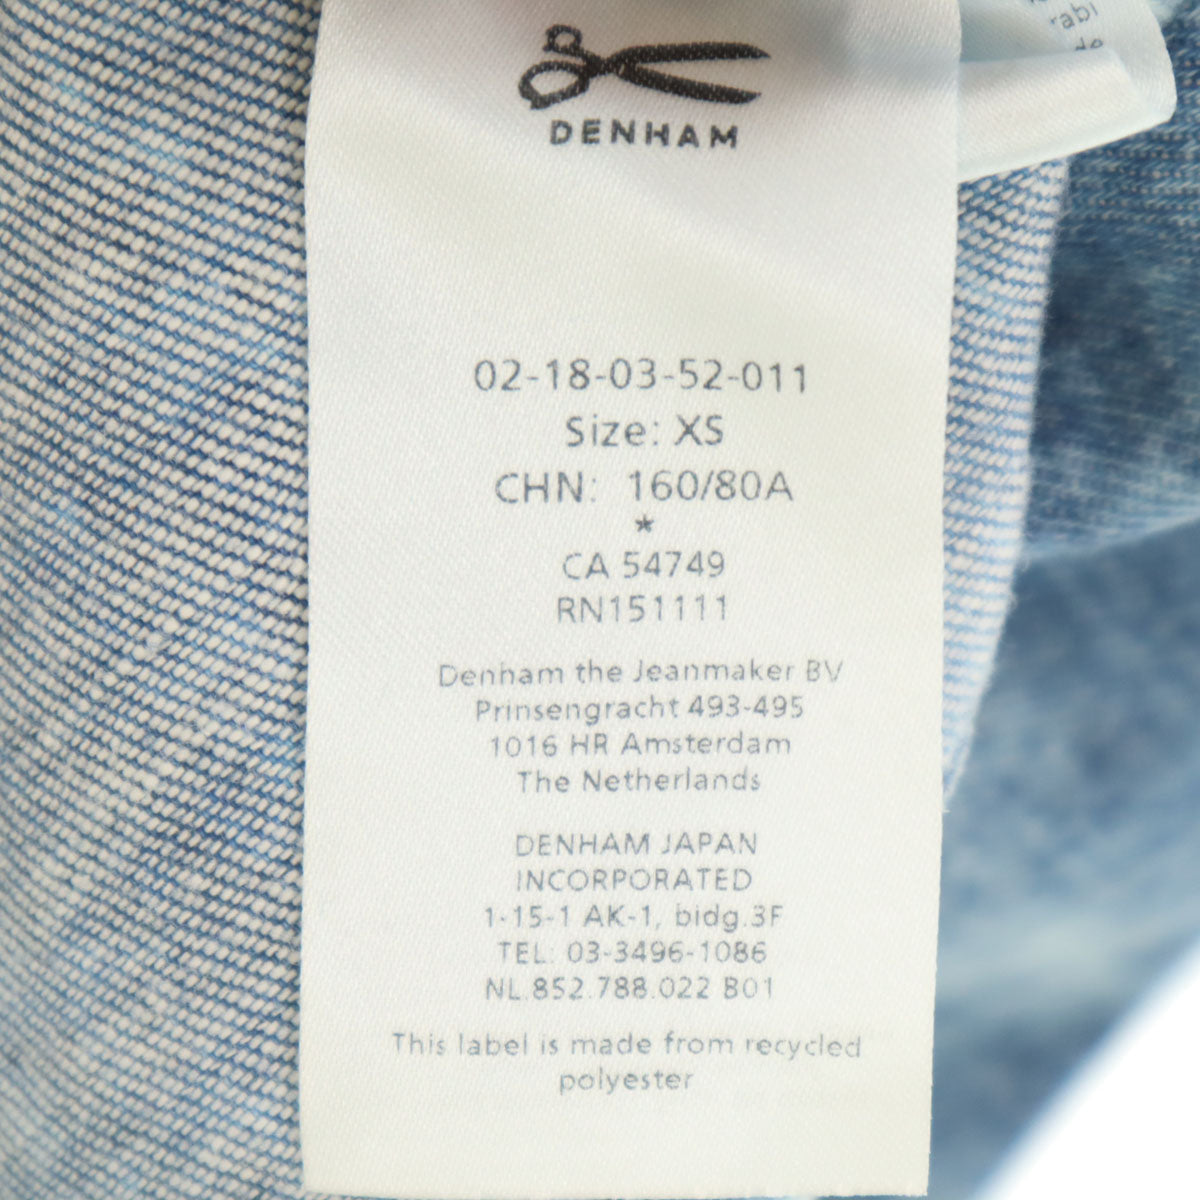 DENHAM
02-18-03-52-011
Size: XS
CHN: 160/80A
*
CA 54749
RN151111
Denham the Jeanmaker BV
Prinsengracht 493-495
1016 HR Amsterdam
The Netherlands
DENHAM JAPAN
INCORPORATED
1-15-1 AK-1, bidg.3F
TEL: 03-3496-1086
NL.852.788.022 B01
This label is made from recycled
polyester